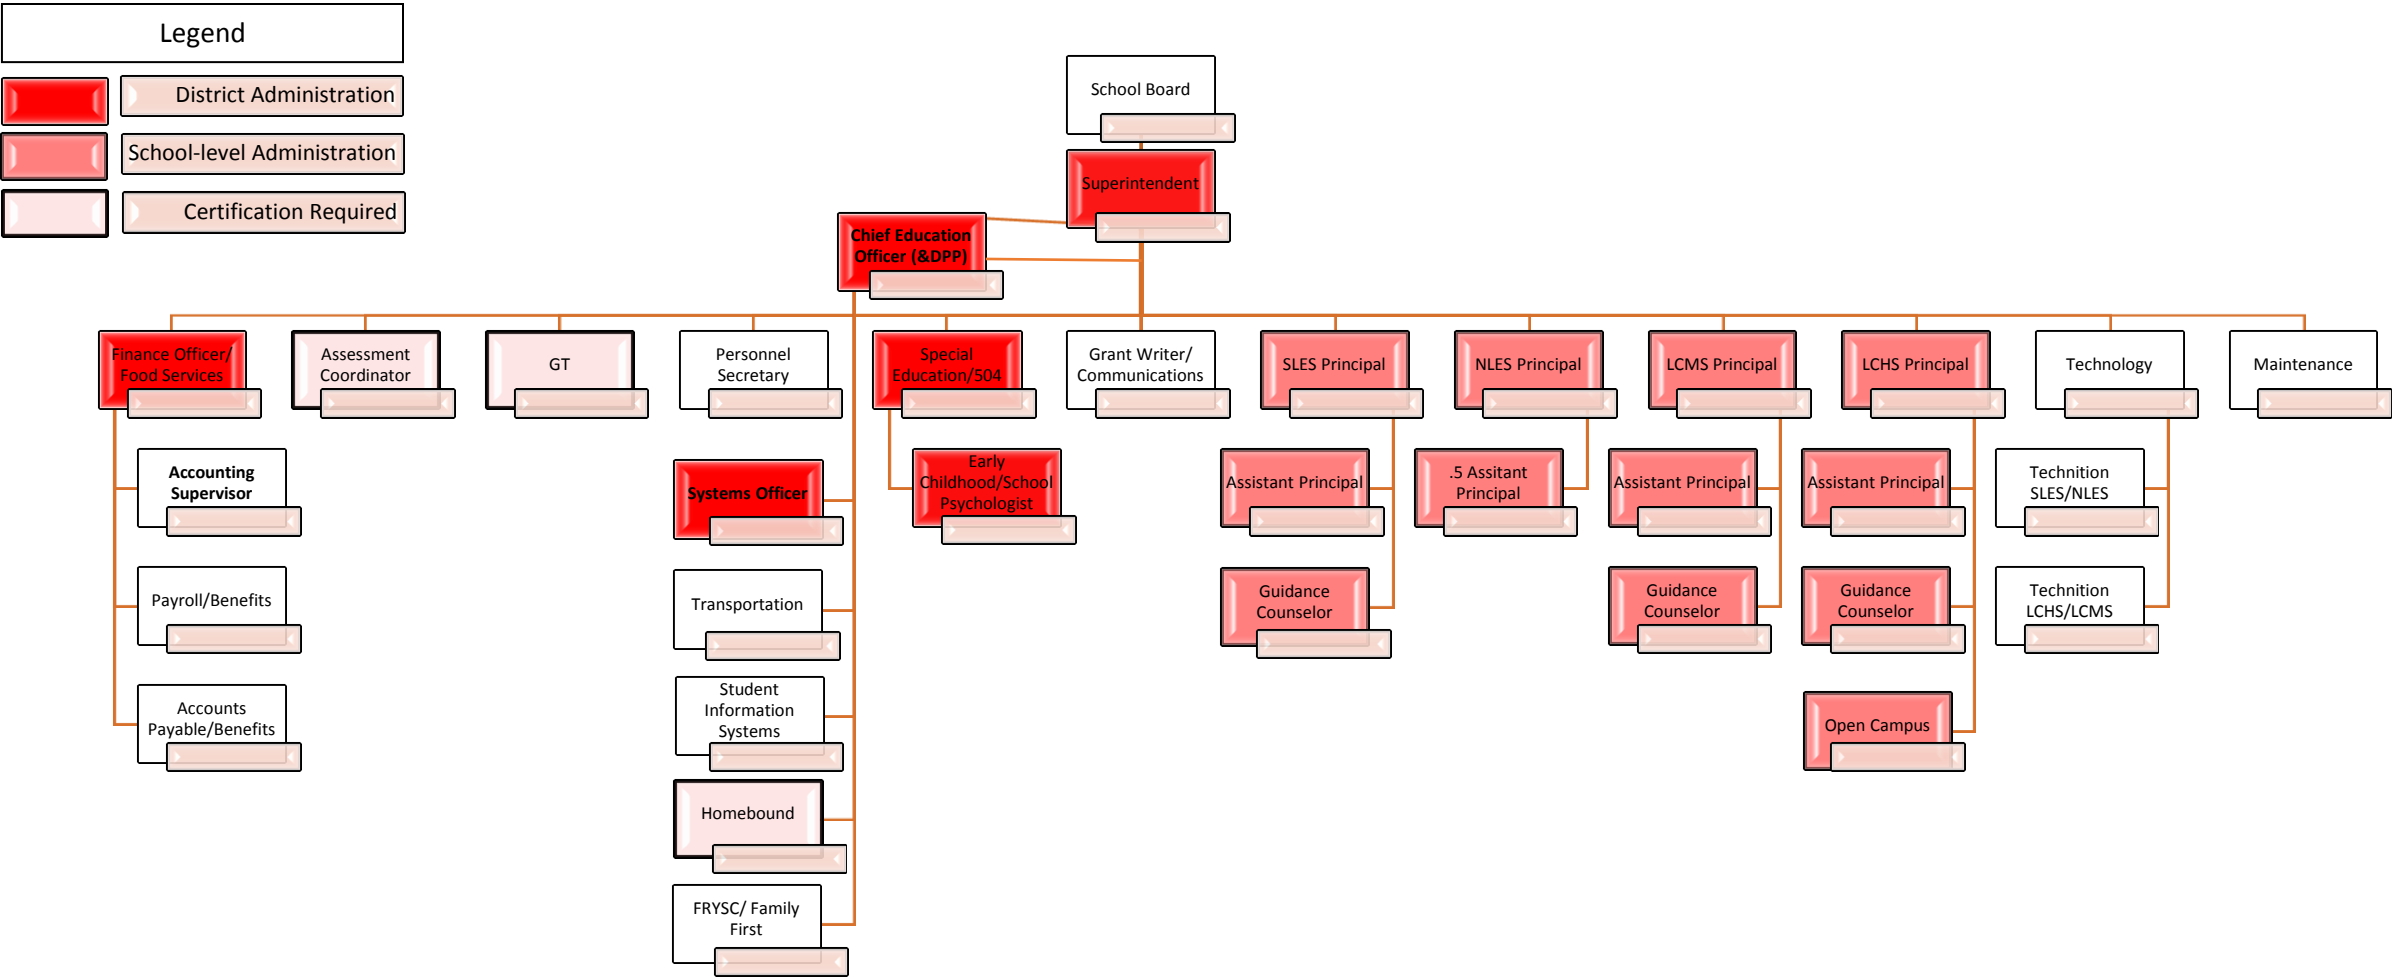 Legend
District Administration
School-level Administration
Certification Required
School Board
Superintendent
Chief Education
Officer (&DPP)
Finance Officer/
Food Services
Assessment
Coordinator
GT
Personnel
Secretary
Special
Education/504
Grant Writer/
Communications
SLES Principal
NLES Principal
LCMS Principal
LCHS Principal
Technology
Maintenance
Accounting
Supervisor
Payroll/Benefits
Accounts
Payable/Benefits
Systems Officer
Transportation
Student
Information
Systems
Homebound
FRYSC/ Family
First
Early
Childhood/School
Psychologist
Assistant Principal
Guidance
Counselor
.5 Assitant
Principal
Assistant Principal
Guidance
Counselor
Assistant Principal
Guidance
Counselor
Open Campus
Technition
SLES/NLES
Technition
LCHS/LCMS